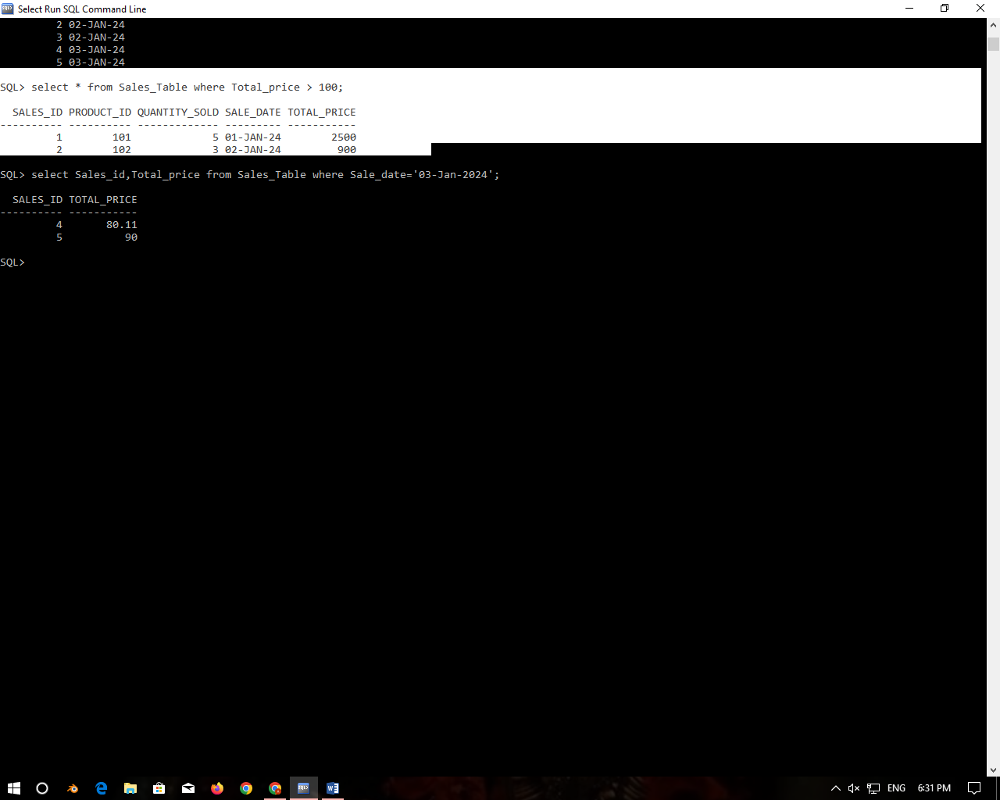 Select Run SQL Command Line
2 02-JAN-24
3 02-JAN-24
4 03-JAN-24
5 03-JAN-24
SQL> select * from Sales_Table where Total_price > 100;
SALES_ID PRODUCT_ID QUANTITY_SOLD SALE_DATE TOTAL_PRICE
---------- ---------- ------------- --------- -----------
1 101 5 01-JAN-24 2500
2 102 3 02-JAN-24 900
SQL> select Sales_id,Total_price from Sales_Table where Sale_date='03-Jan-2024';
SALES_ID TOTAL_PRICE
---------- -----------
4 80.11
5 90
SQL>
ENG 6:31 PM